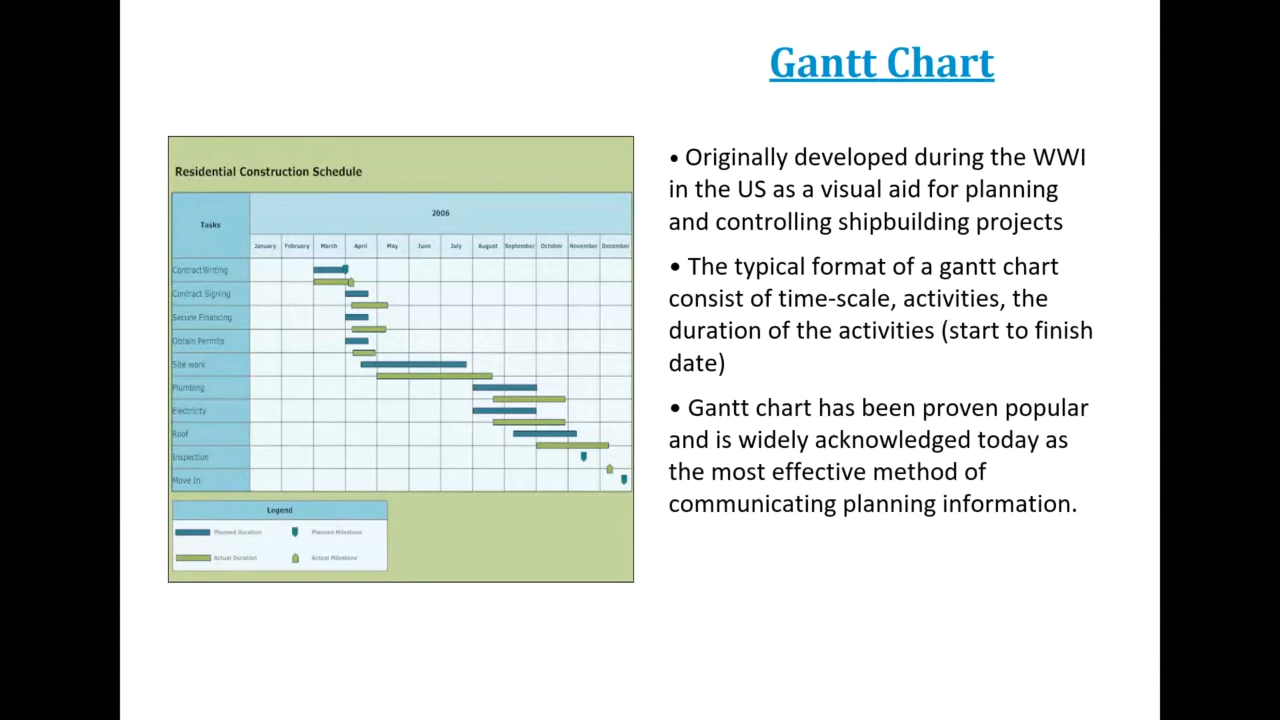 Gantt Chart
Residential Construction Schedule
Tasks
2006
January February March April May June July August September October November December
Contract Writing
Contract Signing
Secure Financing
Obtain Permits
Site work
Plumbing
Electricity
Roof
Inspection
Move In
Legend
Planned Duration Planned Milestone
Actual Duration Actual Milestone
• Originally developed during the WWI
in the US as a visual aid for planning
and controlling shipbuilding projects
• The typical format of a gantt chart
consist of time-scale, activities, the
duration of the activities (start to finish
date)
• Gantt chart has been proven popular
and is widely acknowledged today as
the most effective method of
communicating planning information.